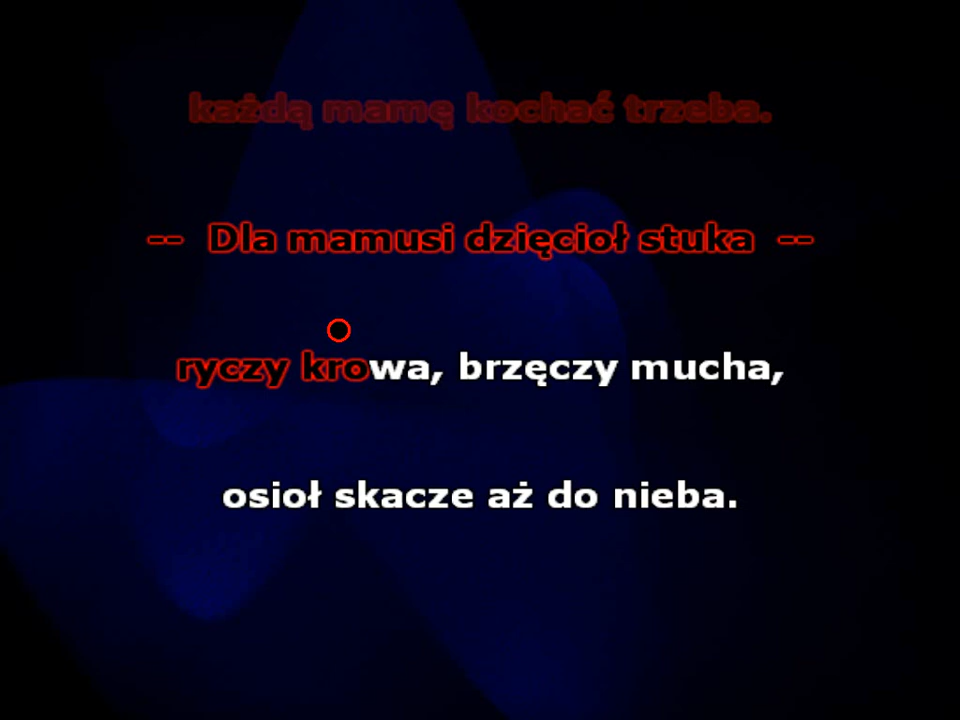 każdą mamę kochać trzeba.
-- Dla mamusi dzięcioł stuka --
ryczy krowa, brzęczy mucha,
osioł skacze aż do nieba.